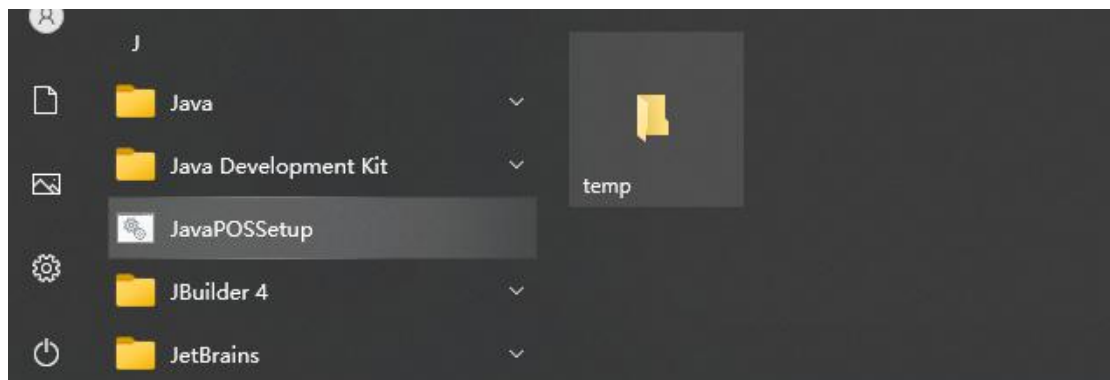 J
Java
Java Development Kit
JavaPOSSetup
JBuilder 4
JetBrains
temp